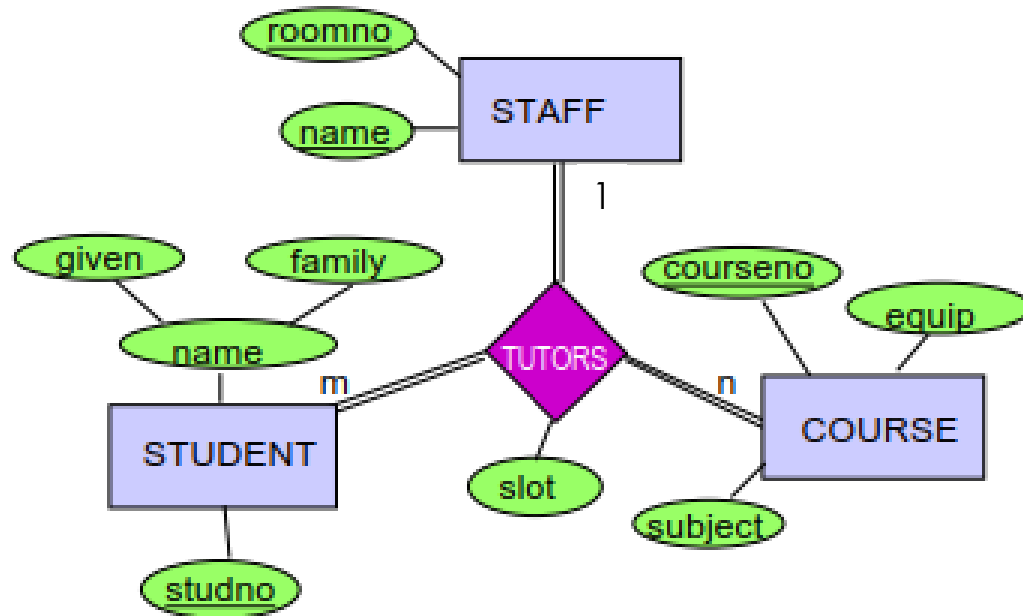 roomno
STAFF
name
1
given
family
courseno
equip
name
TUTORS
m
n
STUDENT
COURSE
slot
subject
studno